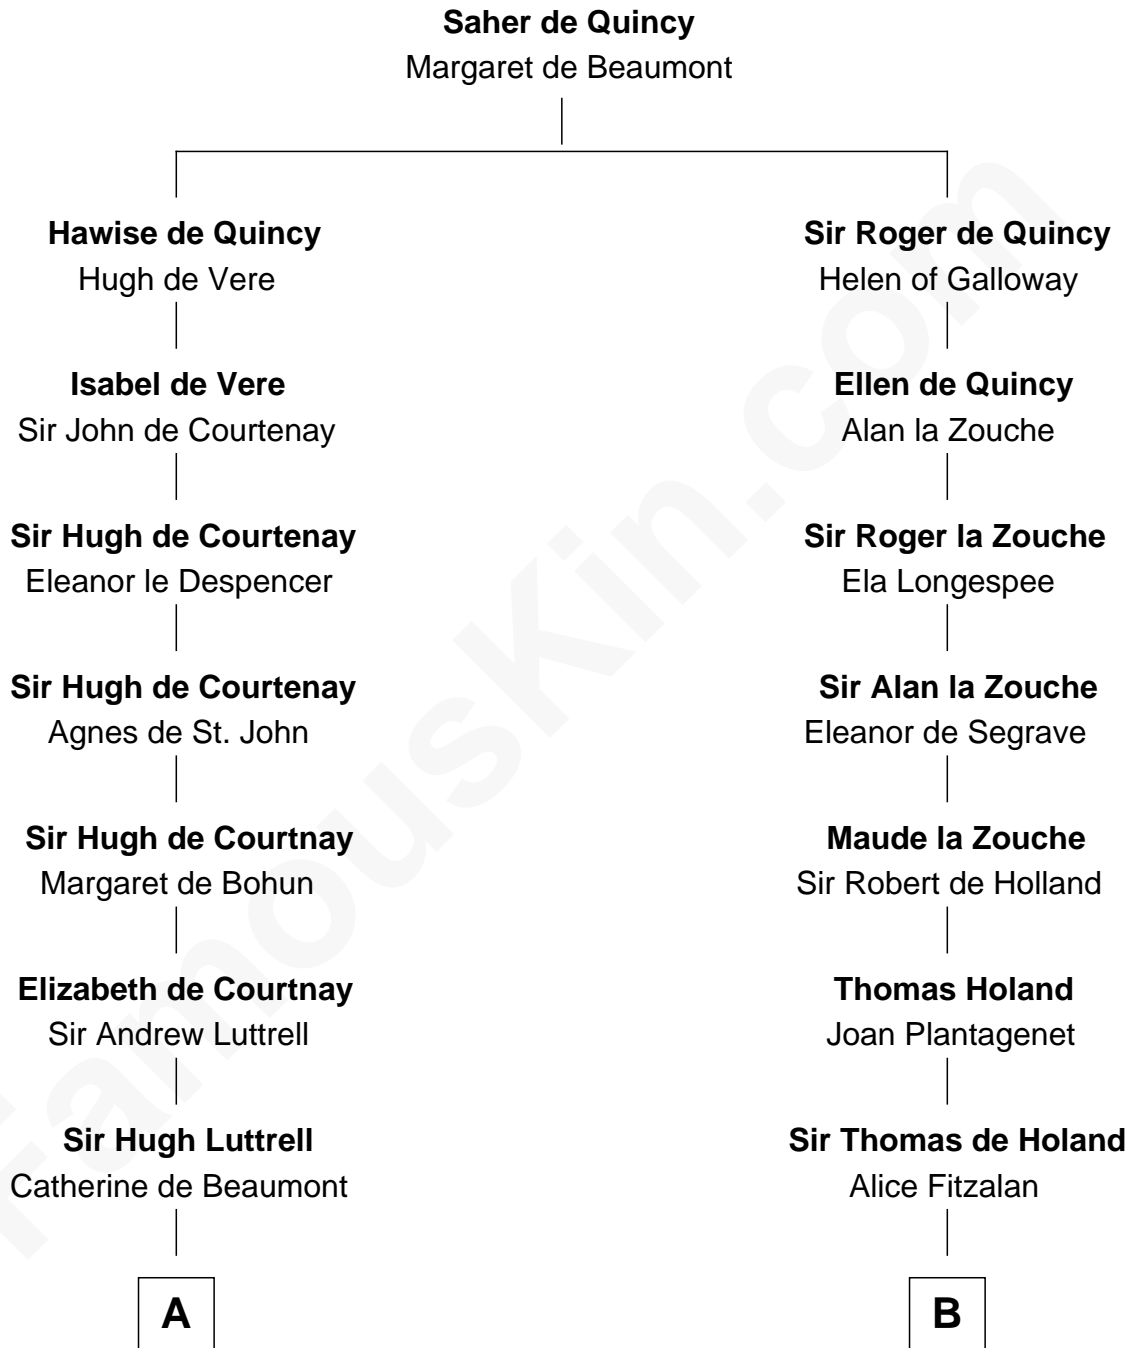 Saher de Quincy
Margaret de Beaumont
Hawise de Quincy
Hugh de Vere
Sir Roger de Quincy
Helen of Galloway
Isabel de Vere
Sir John de Courtenay
Ellen de Quincy
Alan la Zouche
Sir Hugh de Courtenay
Eleanor le Despencer
Sir Roger la Zouche
Ela Longespee
Sir Hugh de Courtenay
Agnes de St. John
Sir Alan la Zouche
Eleanor de Segrave
Sir Hugh de Courtnay
Margaret de Bohun
Maude la Zouche
Sir Robert de Holland
Elizabeth de Courtnay
Sir Andrew Luttrell
Thomas Holand
Joan Plantagenet
Sir Hugh Luttrell
Catherine de Beaumont
Sir Thomas de Holand
Alice Fitzalan
A
B
FamousKin.com